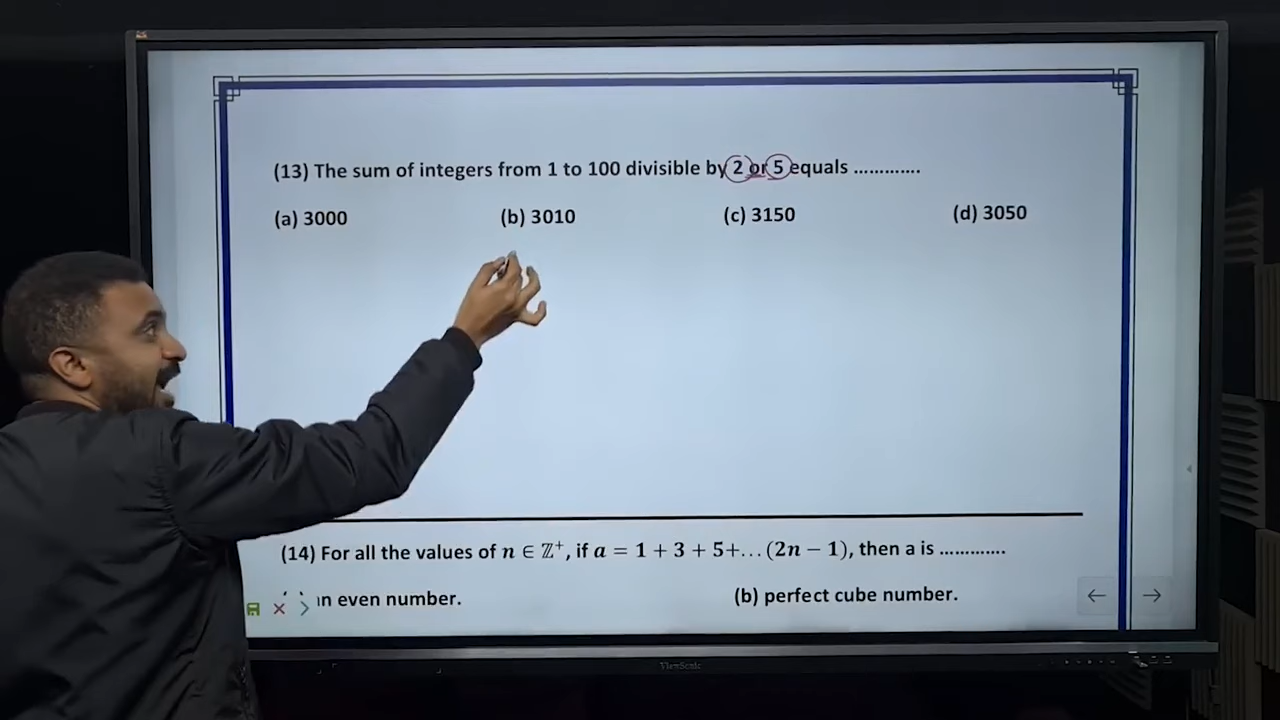 (13) The sum of integers from 1 to 100 divisible by 2 or 5 equals .............
(a) 3000 (b) 3010 (c) 3150 (d) 3050
(14) For all the values of n ∈ ℤ⁺, if a = 1 + 3 + 5+…(2n − 1), then a is .............
n even number. (b) perfect cube number.
ViewSonic